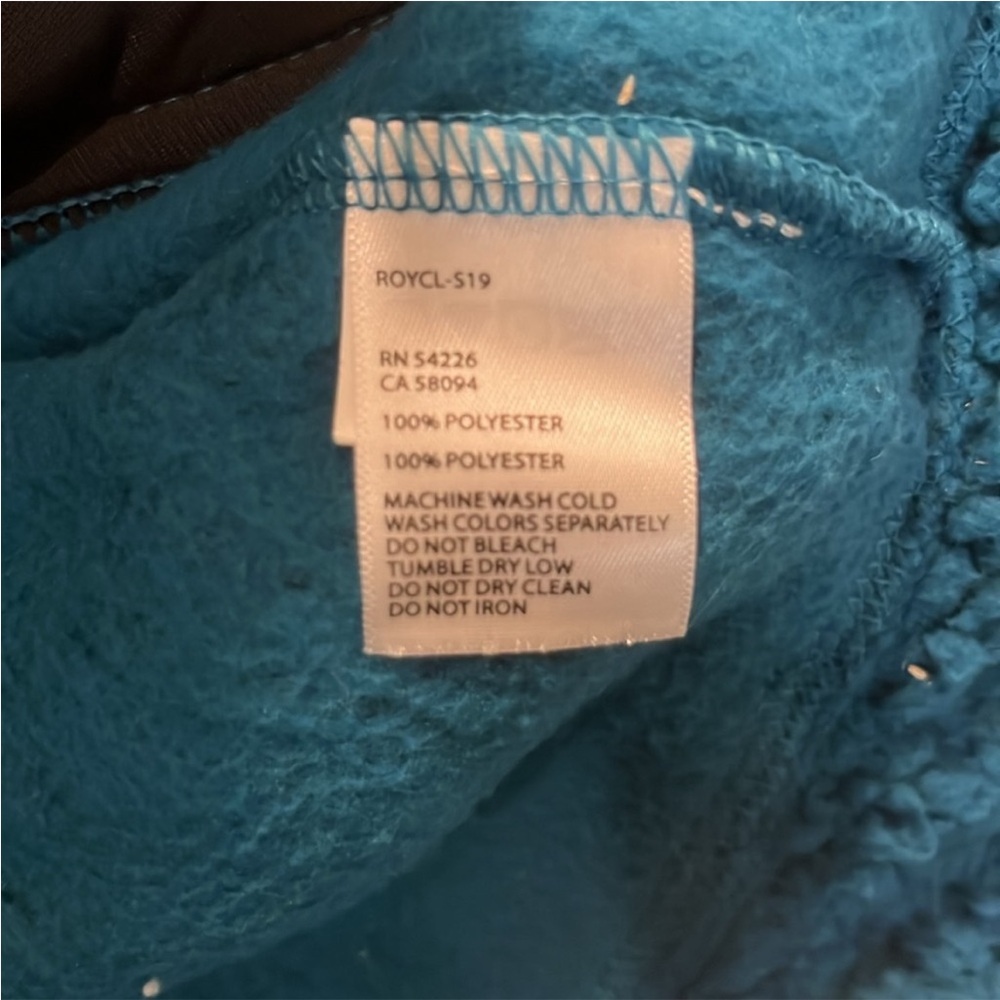 ROYCL-S19
RN 54226
CA 58094
100% POLYESTER
100% POLYESTER
MACHINE WASH COLD
WASH COLORS SEPARATELY
DO NOT BLEACH
TUMBLE DRY LOW
DO NOT DRY CLEAN
DO NOT IRON